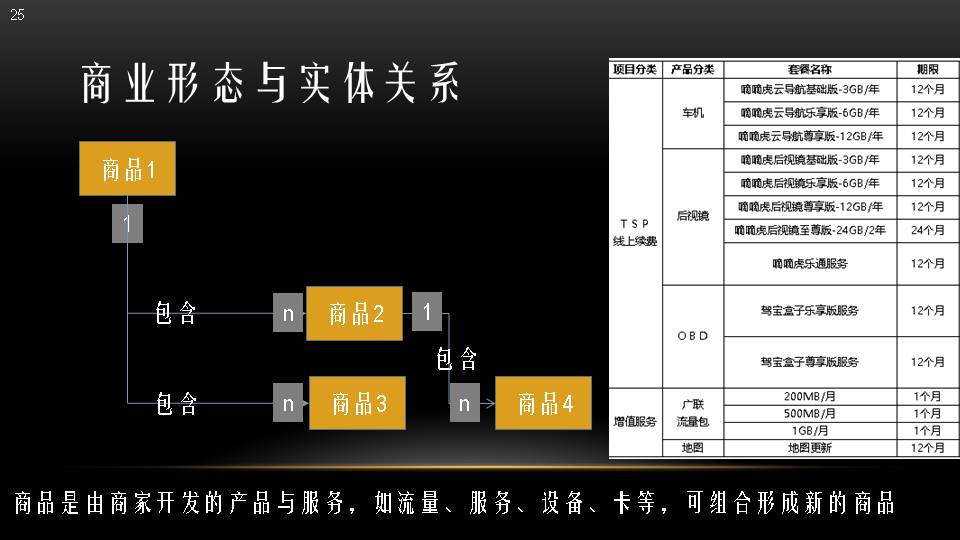 25
商业形态与实体关系
商品1
1
包含
n
商品2
1
包含
包含
n
商品3
n
商品4
项目分类 产品分类 套餐名称 期限
TSP
线上续费
车机
嘀嘀虎云导航基础版-3GB/年 12个月
嘀嘀虎云导航乐享版-6GB/年 12个月
嘀嘀虎云导航尊享版-12GB/年 12个月
后视镜
嘀嘀虎后视镜基础版-3GB/年 12个月
嘀嘀虎后视镜乐享版-6GB/年 12个月
嘀嘀虎后视镜尊享版-12GB/年 12个月
嘀嘀虎后视镜至尊版-24GB/2年 24个月
嘀嘀虎乐通服务 12个月
OBD
驾宝盒子乐享版服务 12个月
驾宝盒子尊享版服务 12个月
增值服务
广联
流量包
200MB/月 1个月
500MB/月 1个月
1GB/月 1个月
地图 地图更新 12个月
商品是由商家开发的产品与服务，如流量、服务、设备、卡等，可组合形成新的商品